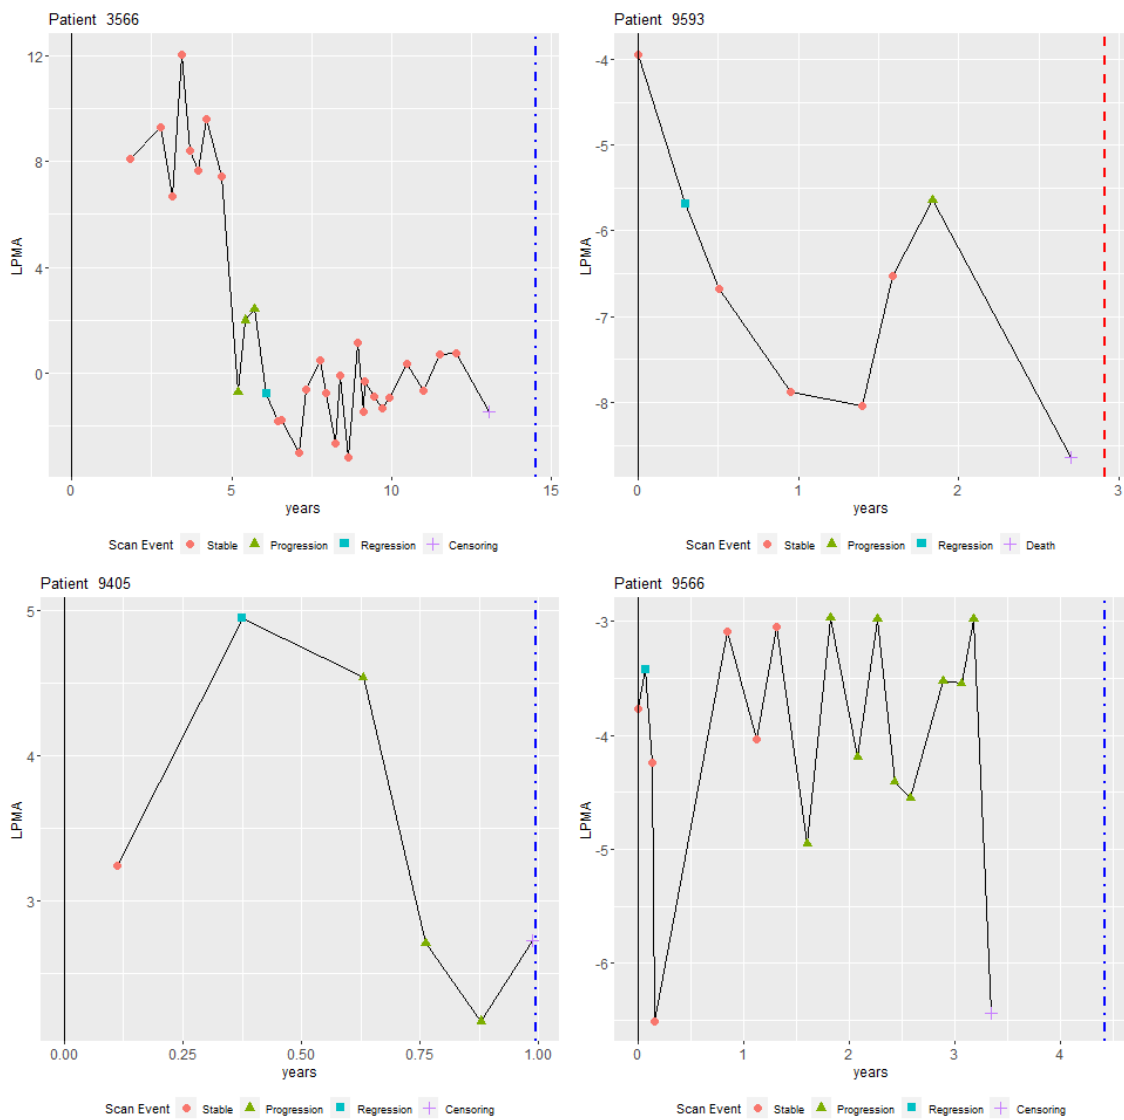 Patient 3566
12
8
4
0
LPMA
0
5
10
15
years
Scan Event Stable Progression Regression Censoring
Patient 9593
-4
-5
-6
-7
-8
LPMA
0
1
2
3
years
Scan Event Stable Progression Regression Death
Patient 9405
5
4
3
LPMA
0.00
0.25
0.50
0.75
1.00
years
Scan Event Stable Progression Regression Censoring
Patient 9566
-3
-4
-5
-6
LPMA
0
1
2
3
4
years
Scan Event Stable Progression Regression Censoring